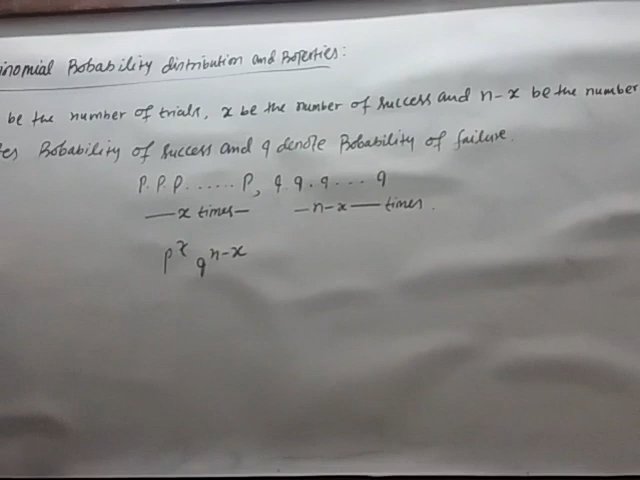 inomial Probability distribution and Properties:
be the number of trials, x be the number of success and n-x be the number
tes Probability of success and q denote Probability of failure.
P. P. P. ...... P, q q. q... q
— x times — — n-x — times.
p^x q^n-x